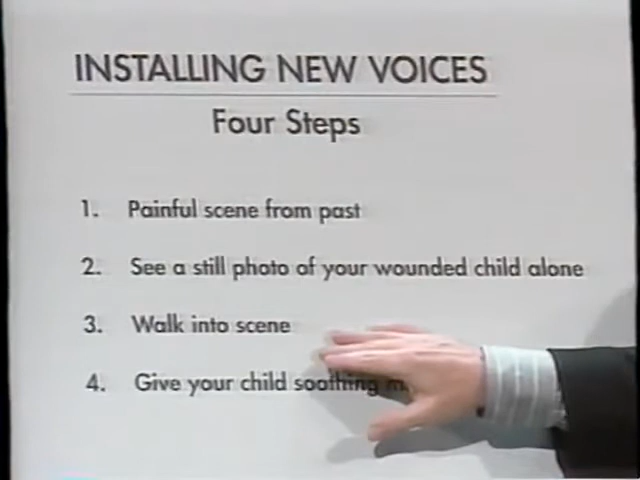 INSTALLING NEW VOICES
Four Steps
1. Painful scene from past
2. See a still photo of your wounded child alone
3. Walk into scene
4. Give your child soothing